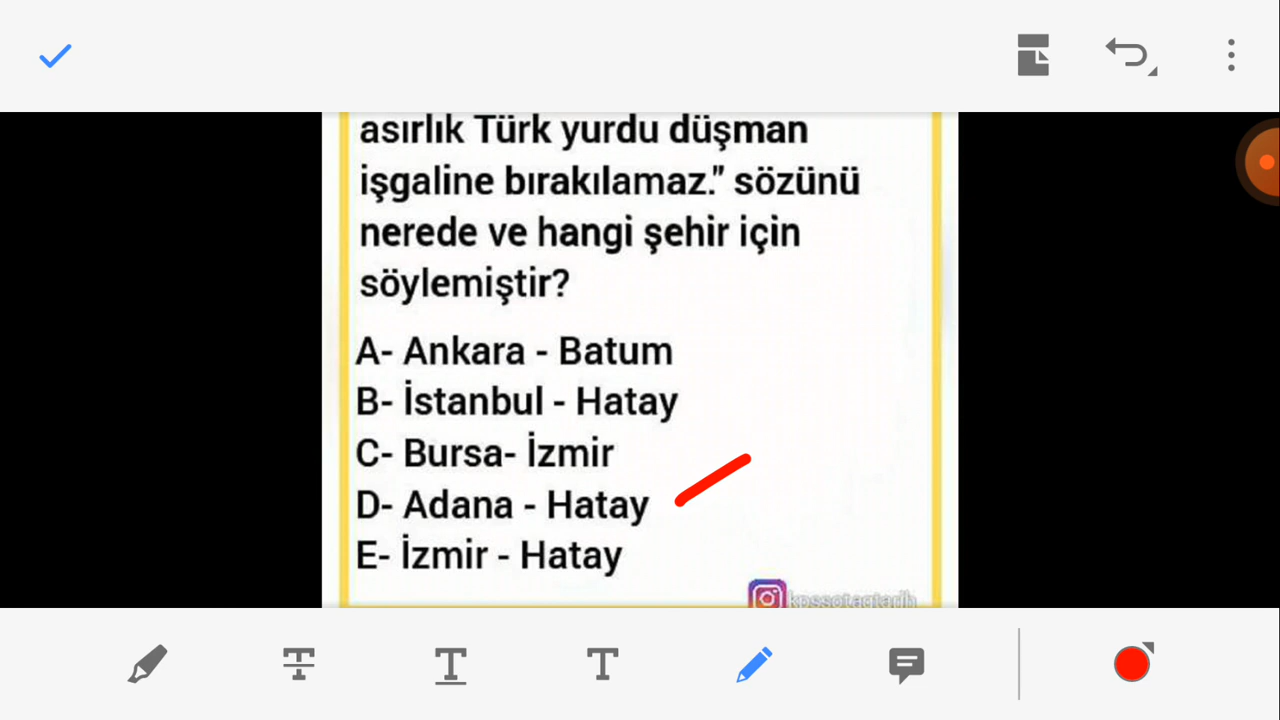 asırlık Türk yurdu düşman
işgaline bırakılamaz." sözünü
nerede ve hangi şehir için
söylemiştir?
A- Ankara - Batum
B- İstanbul - Hatay
C- Bursa- İzmir
D- Adana - Hatay
E- İzmir - Hatay
kpssotagtarih